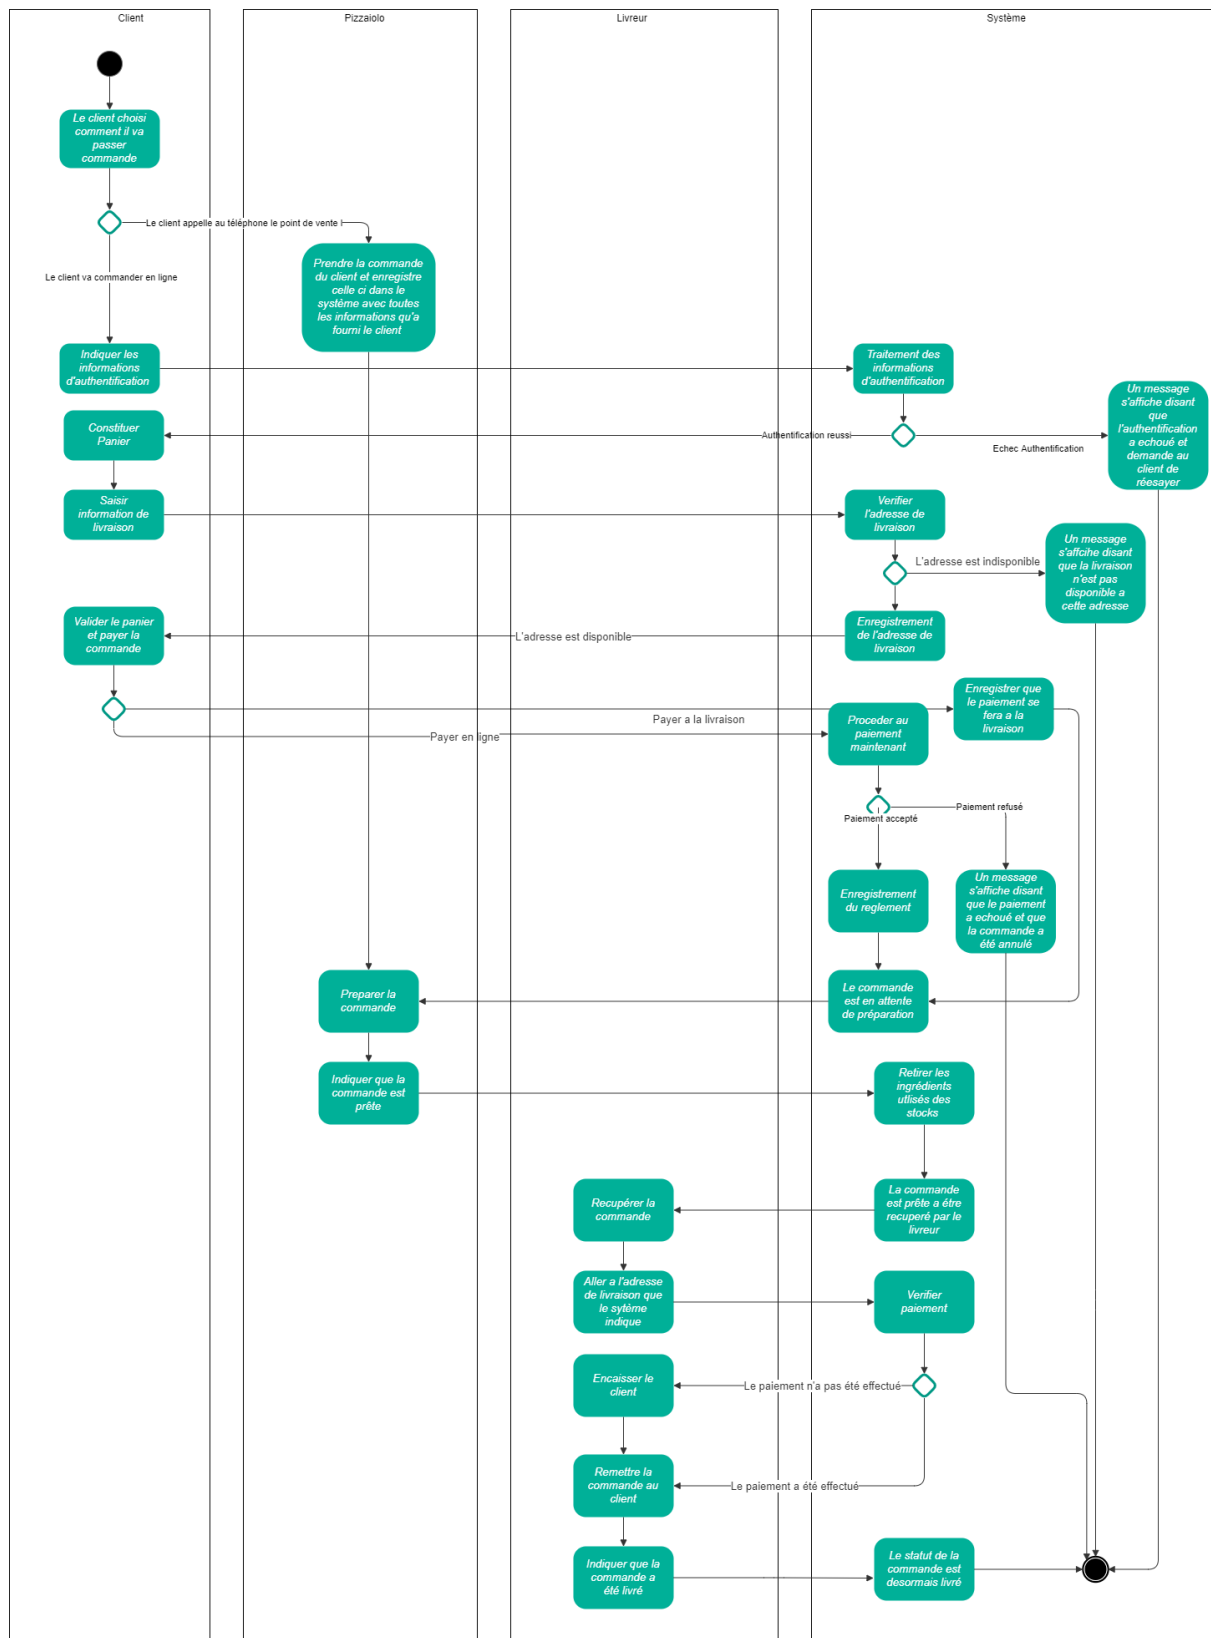 Client
Pizzaiolo
Livreur
Système
Le client choisi
comment il va
passer
commande
Le client appelle au téléphone le point de vente l
Prendre la commande
du client et enregistre
celle ci dans le
système avec toutes
les informations qu'a
fourni le client
Le client va commander en ligne
Indiquer les
informations
d'authentification
Traitement des
informations
d'authentification
Un message
s'affiche disant
que
l'authentification
a echoué et
demande au
client de
réesayer
Constituer
Panier
Authentification reussi
Echec Authentification
Saisir
information de
livraison
Verifier
l'adresse de
livraison
Un message
s'affcihe disant
que la livraison
n'est pas
disponible a
cette adresse
L'adresse est indisponible
Valider le panier
et payer la
commande
L'adresse est disponible
Enregistrement
de l'adresse de
livraison
Enregistrer que
le paiement se
fera a la
livraison
Payer a la livraison
Proceder au
paiement
maintenant
Payer en ligne
Paiement refusé
Paiement accepté
Enregistrement
du reglement
Un message
s'affiche disant
que le paiement
a echoué et que
la commande a
été annulé
Preparer la
commande
Le commande
est en attente
de préparation
Indiquer que la
commande est
prête
Retirer les
ingrédients
utlisés des
stocks
Recupérer la
commande
La commande
est prête a étre
recuperé par le
livreur
Aller a l'adresse
de livraison que
le sytéme
indique
Verifier
paiement
Encaisser le
client
Le paiement n'a pas été effectué
Remettre la
commande au
client
Le paiement a été effectué
Indiquer que la
commande a
été livré
Le statut de la
commande est
desormais livré